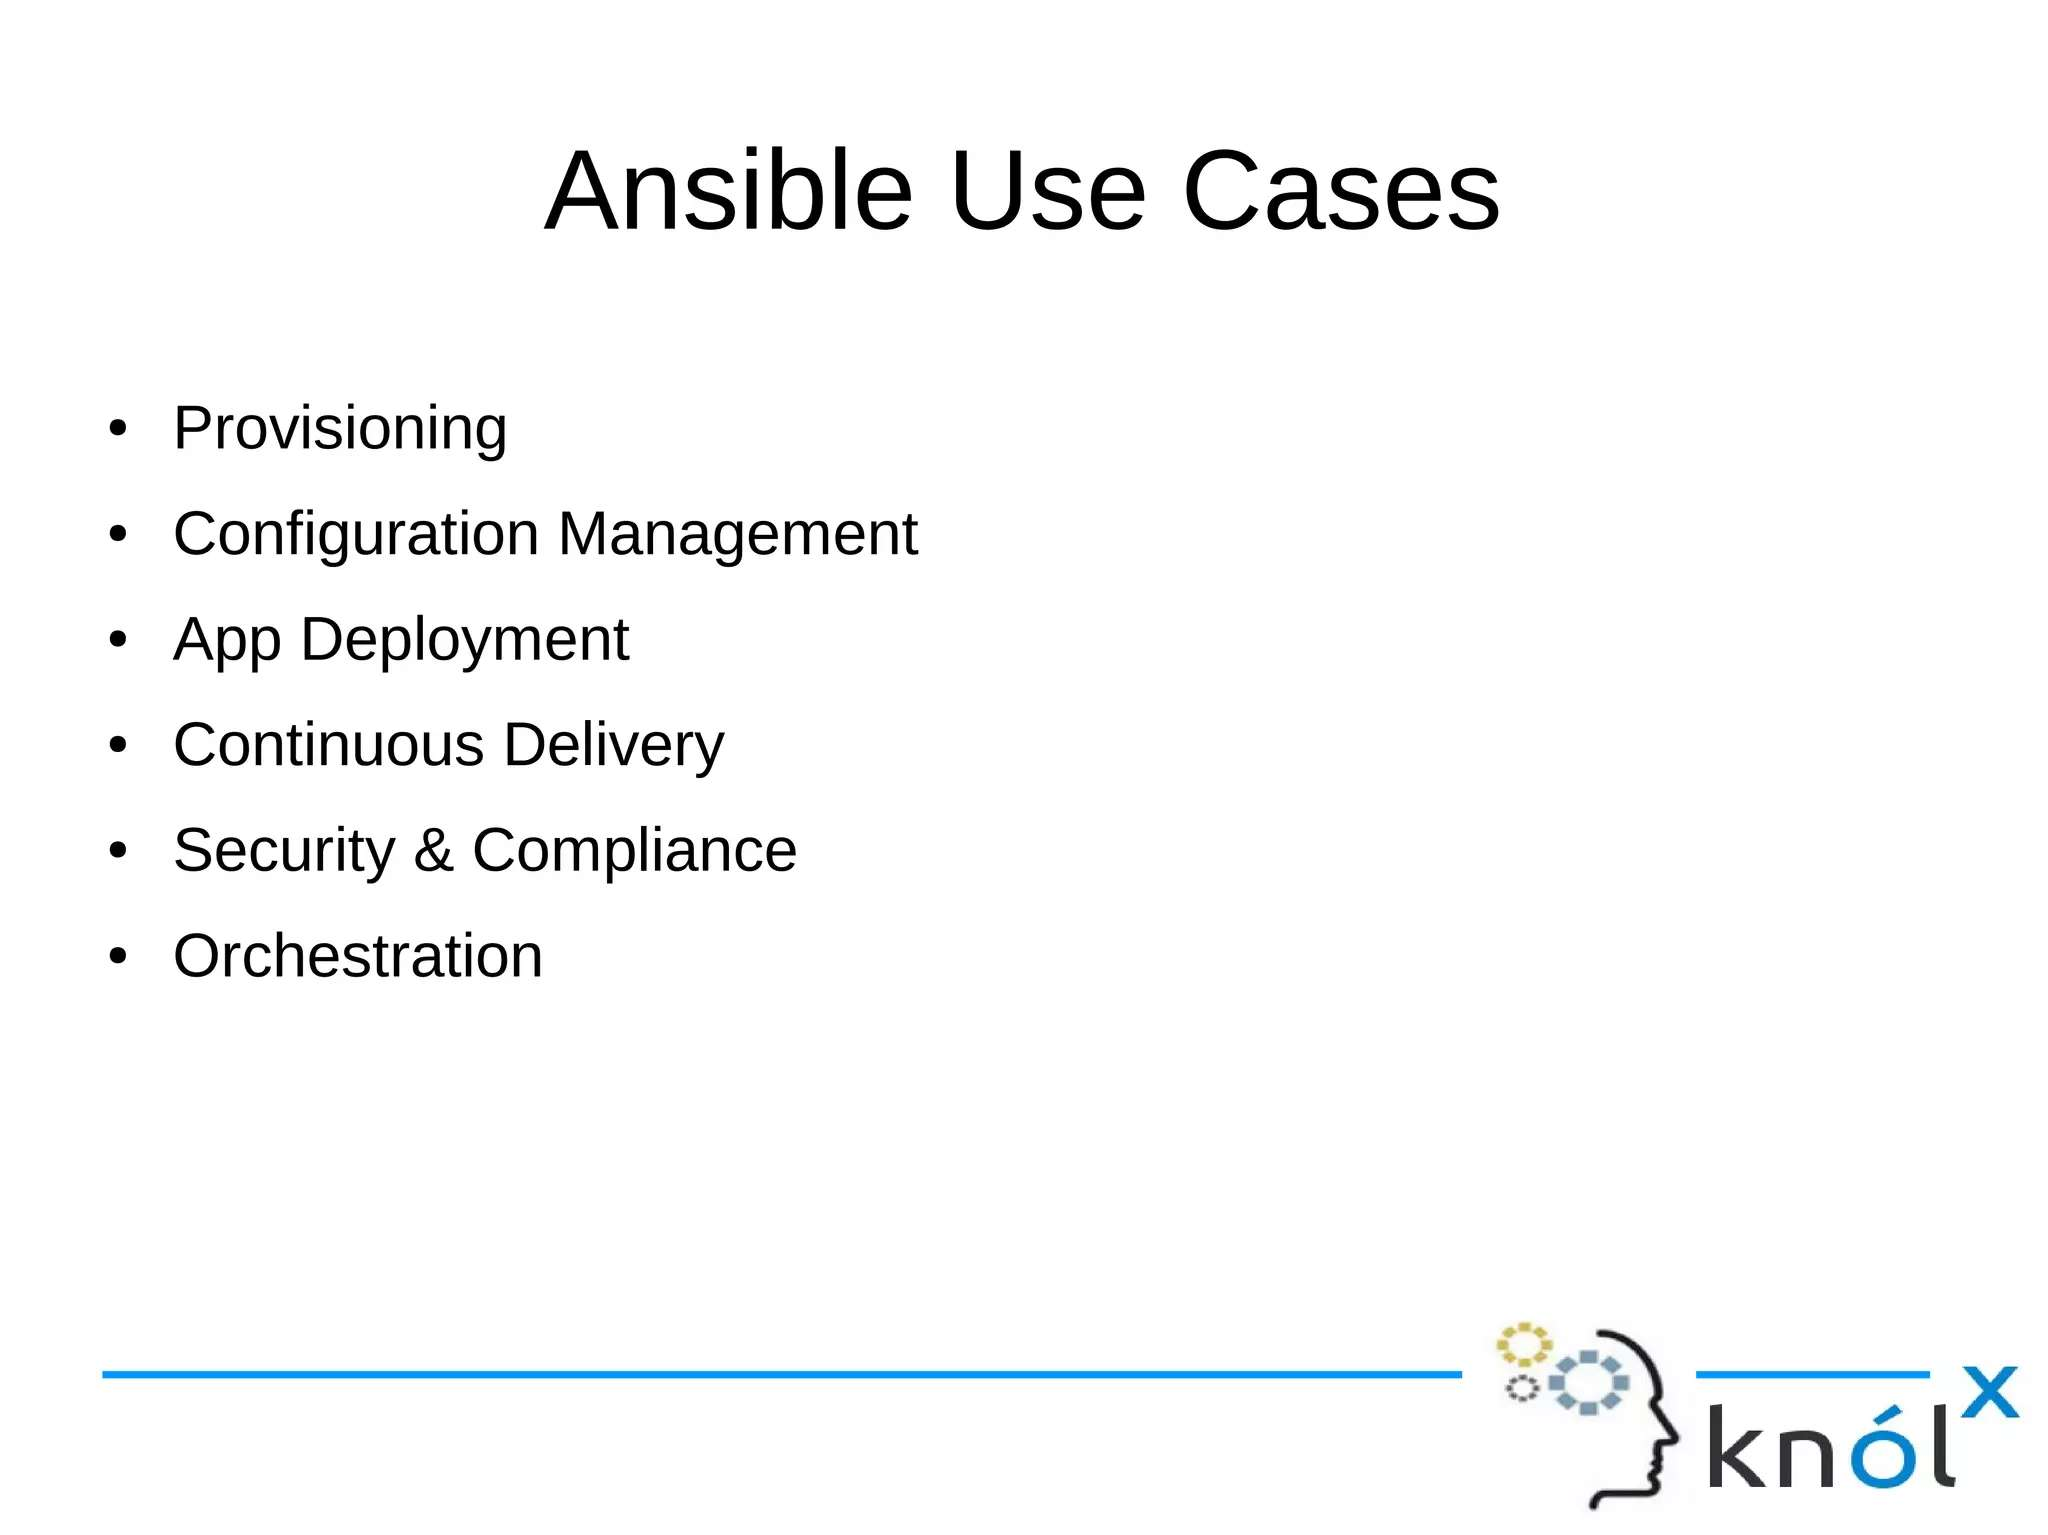 Ansible Use Cases
• Provisioning
• Configuration Management
• App Deployment
• Continuous Delivery
• Security & Compliance
• Orchestration
knólx